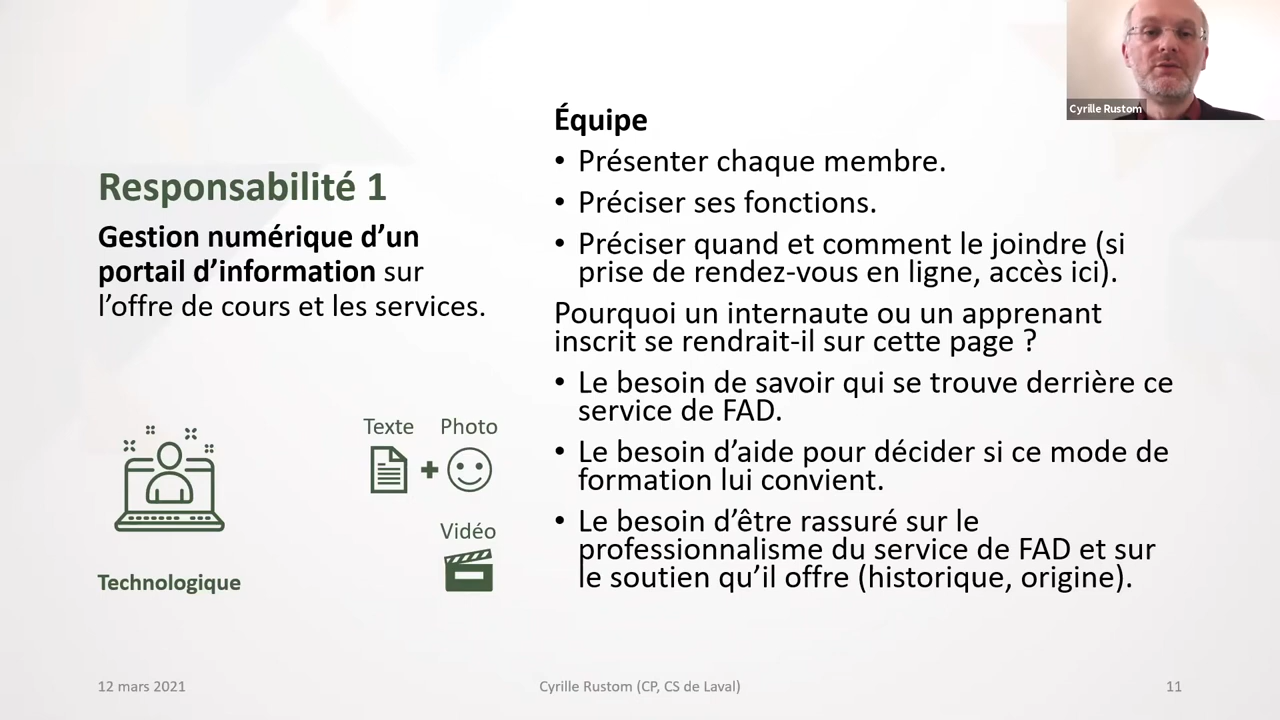 Cyrille Rustom
Responsabilité 1
Gestion numérique d’un
portail d’information sur
l’offre de cours et les services.
Texte
Photo
Vidéo
Technologique
Équipe
• Présenter chaque membre.
• Préciser ses fonctions.
• Préciser quand et comment le joindre (si
prise de rendez-vous en ligne, accès ici).
Pourquoi un internaute ou un apprenant
inscrit se rendrait-il sur cette page ?
• Le besoin de savoir qui se trouve derrière ce
service de FAD.
• Le besoin d’aide pour décider si ce mode de
formation lui convient.
• Le besoin d’être rassuré sur le
professionnalisme du service de FAD et sur
le soutien qu’il offre (historique, origine).
12 mars 2021
Cyrille Rustom (CP, CS de Laval)
11